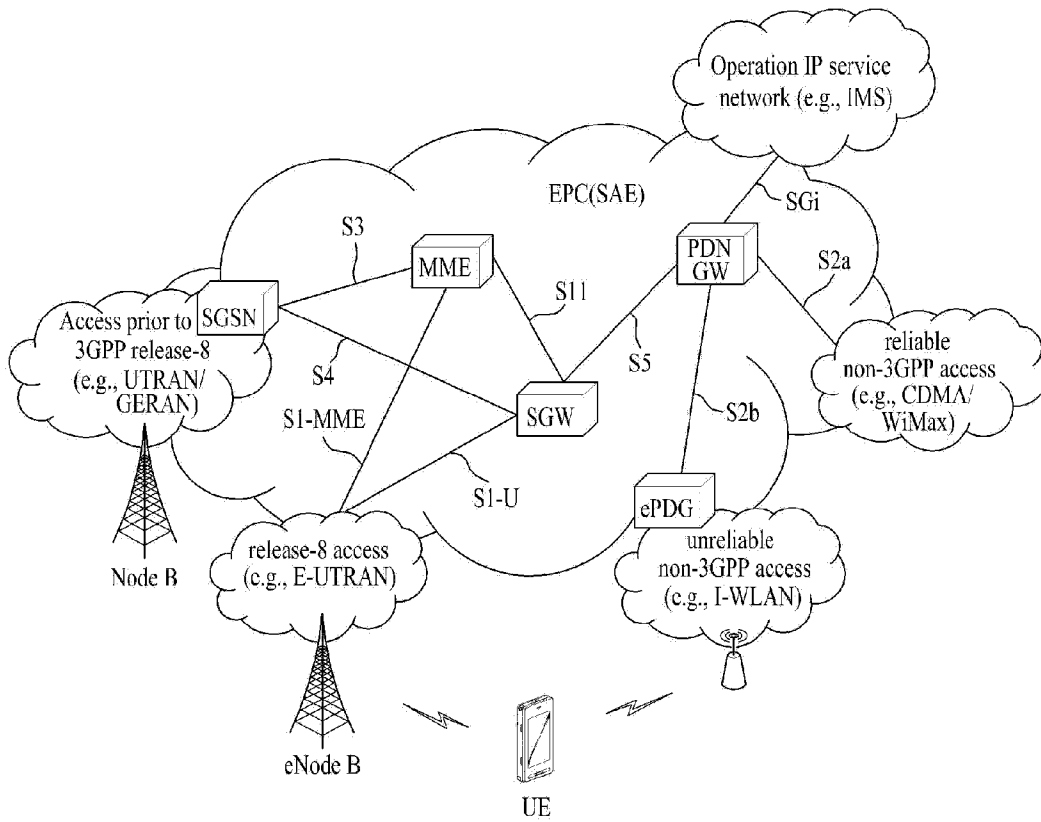 Operation IP service
network (e.g., IMS)
EPC(SAE)
SGi
S3
MME
PDN
GW
S2a
S11
SGSN
Access prior to
3GPP release-8
(e.g., UTRAN/
GERAN)
S4
S5
reliable
non-3GPP access
(e.g., CDMA/
WiMax)
S1-MME
SGW
S2b
S1-U
ePDG
release-8 access
(e.g., E-UTRAN)
unreliable
non-3GPP access
(e.g., I-WLAN)
Node B
eNode B
UE